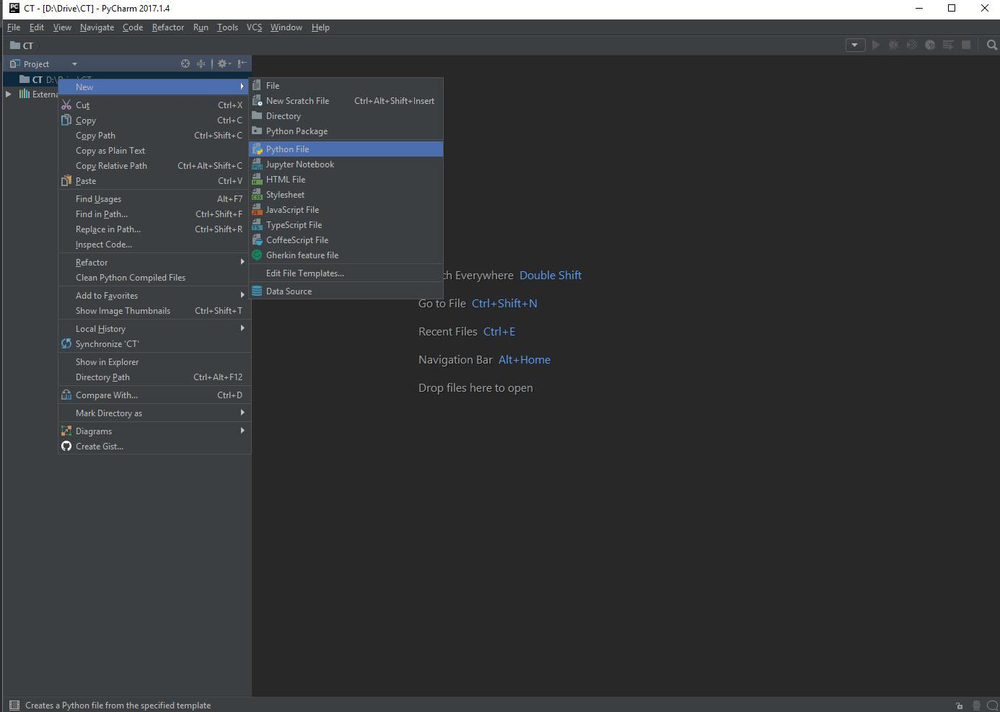 CT - [D:\Drive\CT] - PyCharm 2017.1.4
File Edit View Navigate Code Refactor Run Tools VCS Window Help
CT
Project
CT
Externa
New
Cut Ctrl+X
Copy Ctrl+C
Copy Path Ctrl+Shift+C
Copy as Plain Text
Copy Relative Path Ctrl+Alt+Shift+C
Paste Ctrl+V
Find Usages Alt+F7
Find in Path... Ctrl+Shift+F
Replace in Path... Ctrl+Shift+R
Inspect Code...
Refactor
Clean Python Compiled Files
Add to Favorites
Show Image Thumbnails Ctrl+Shift+T
Local History
Synchronize 'CT'
Show in Explorer
Directory Path Ctrl+Alt+F12
Compare With... Ctrl+D
Mark Directory as
Diagrams
Create Gist...
File
New Scratch File Ctrl+Alt+Shift+Insert
Directory
Python Package
Python File
Jupyter Notebook
HTML File
Stylesheet
JavaScript File
TypeScript File
CoffeeScript File
Gherkin feature file
Edit File Templates...
Data Source
ch Everywhere Double Shift
Go to File Ctrl+Shift+N
Recent Files Ctrl+E
Navigation Bar Alt+Home
Drop files here to open
Creates a Python file from the specified template